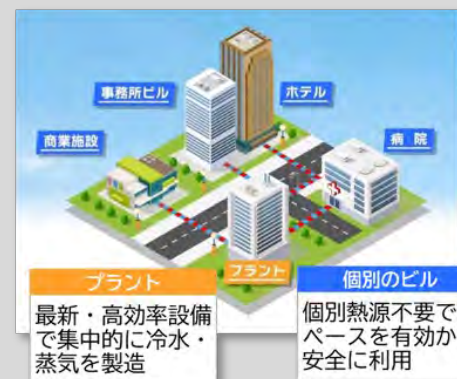 事務所ビル
ホテル
商業施設
病 院
プラント
プラント
最新・高効率設備
で集中的に冷水・
蒸気を製造
個別のビル
個別熱源不要で
ペースを有効か
安全に利用